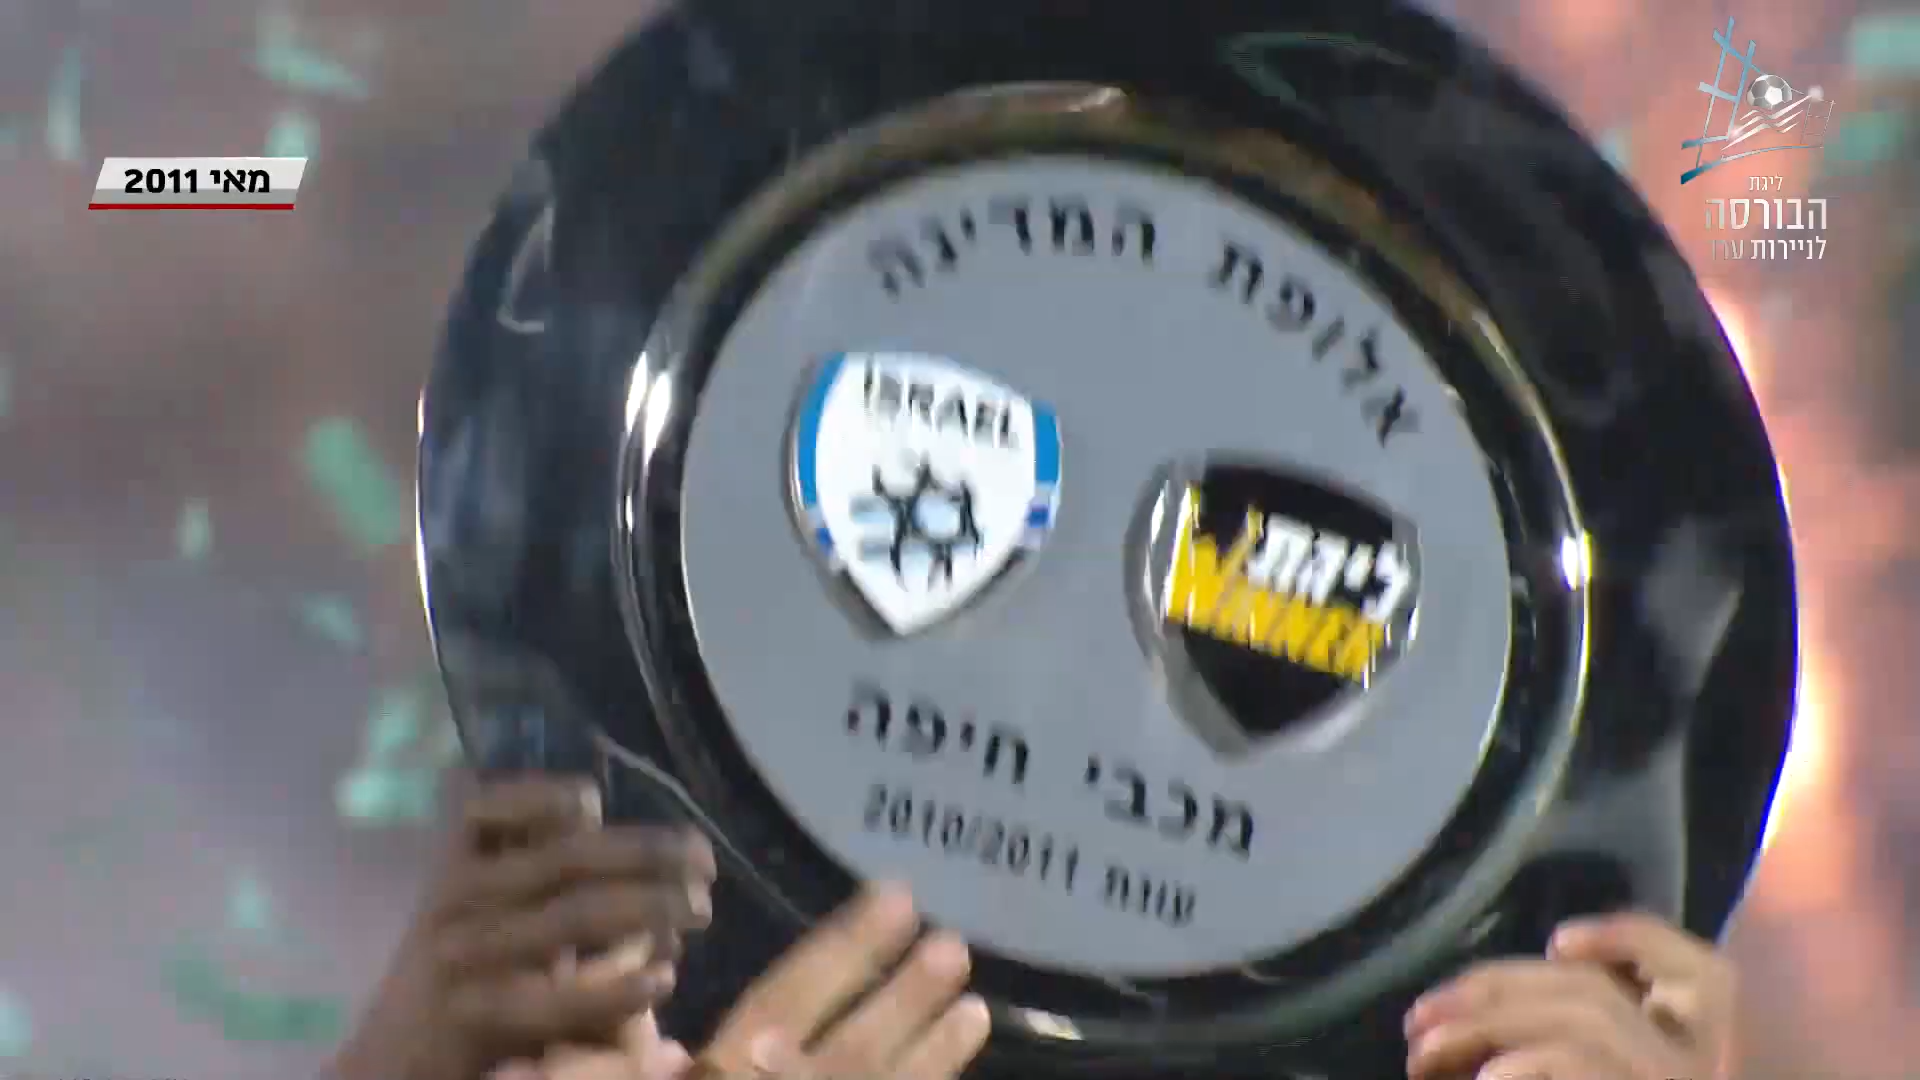 מאי 2011
ליגת
הבורסה
לניירות ערך
אלופת המדינה
ISRAEL
ליגת
WINNER
מכבי חיפה
עונת 2010/2011